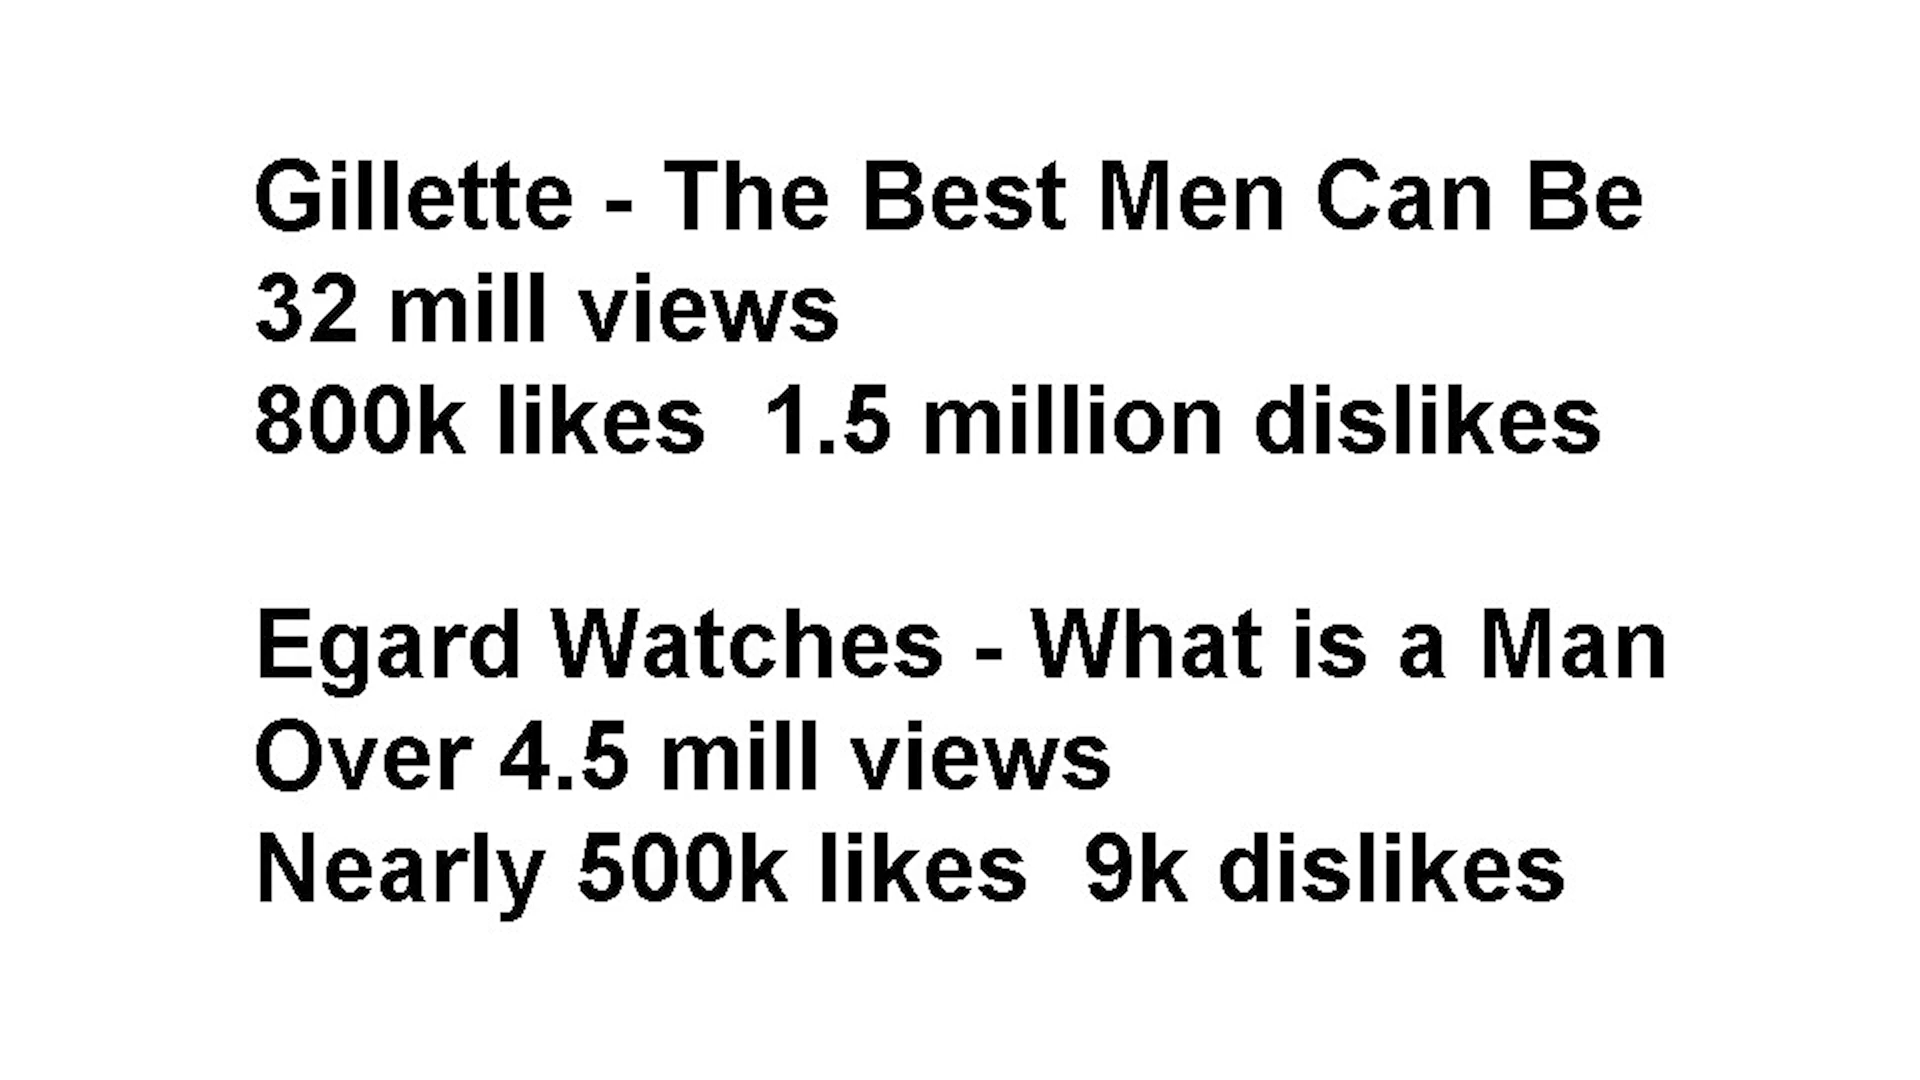 Gillette - The Best Men Can Be
32 mill views
800k likes  1.5 million dislikes
Egard Watches - What is a Man
Over 4.5 mill views
Nearly 500k likes  9k dislikes